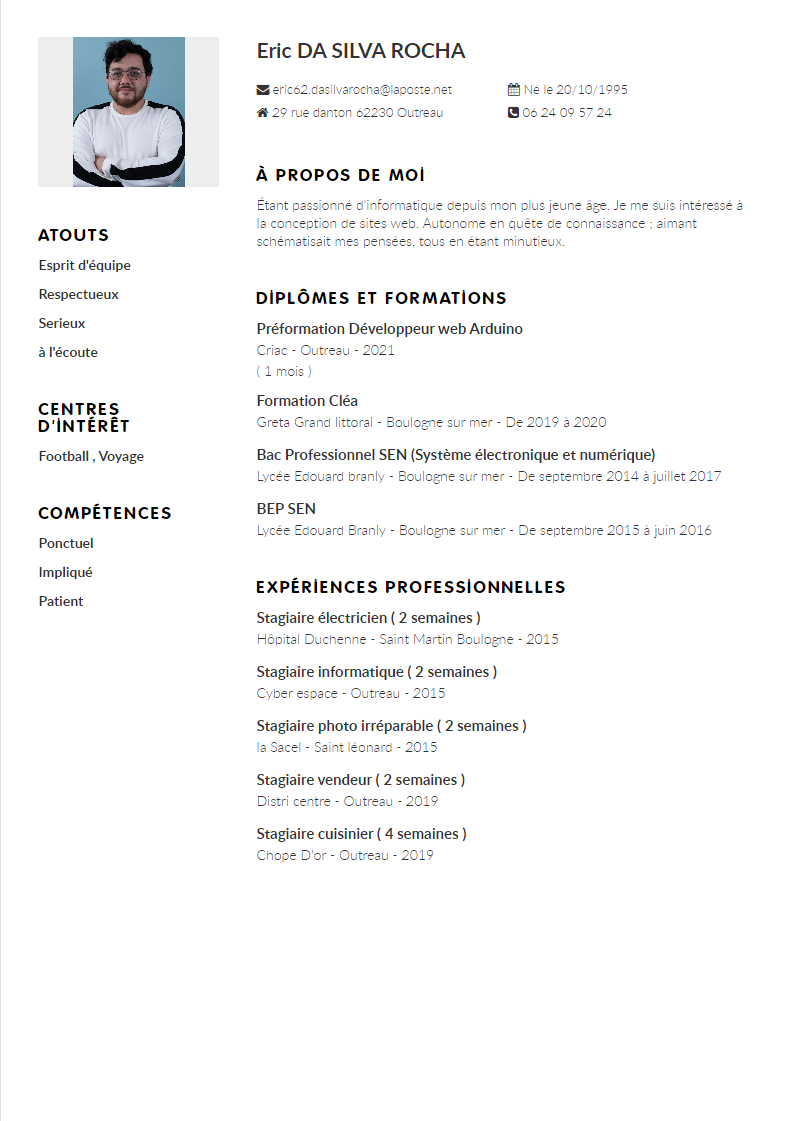 Eric DA SILVA ROCHA
eric62.dasilvarocha@laposte.net
Né le 20/10/1995
29 rue danton 62230 Outreau
06 24 09 57 24
ATOUTS
Esprit d'équipe
Respectueux
Serieux
à l'écoute
CENTRES
D'INTÉRÊT
Football , Voyage
COMPÉTENCES
Ponctuel
Impliqué
Patient
À PROPOS DE MOI
Étant passionné d'informatique depuis mon plus jeune âge. Je me suis intéressé à
la conception de sites web. Autonome en quête de connaissance ; aimant
schématisait mes pensées, tous en étant minutieux.
DIPLÔMES ET FORMATIONS
Préformation Développeur web Arduino
Criac - Outreau - 2021
( 1 mois )
Formation Cléa
Greta Grand littoral - Boulogne sur mer - De 2019 à 2020
Bac Professionnel SEN (Système électronique et numérique)
Lycée Edouard branly - Boulogne sur mer - De septembre 2014 à juillet 2017
BEP SEN
Lycée Edouard Branly - Boulogne sur mer - De septembre 2015 à juin 2016
EXPÉRIENCES PROFESSIONNELLES
Stagiaire électricien ( 2 semaines )
Hôpital Duchenne - Saint Martin Boulogne - 2015
Stagiaire informatique ( 2 semaines )
Cyber espace - Outreau - 2015
Stagiaire photo irréparable ( 2 semaines )
la Sacel - Saint léonard - 2015
Stagiaire vendeur ( 2 semaines )
Distri centre - Outreau - 2019
Stagiaire cuisinier ( 4 semaines )
Chope D'or - Outreau - 2019